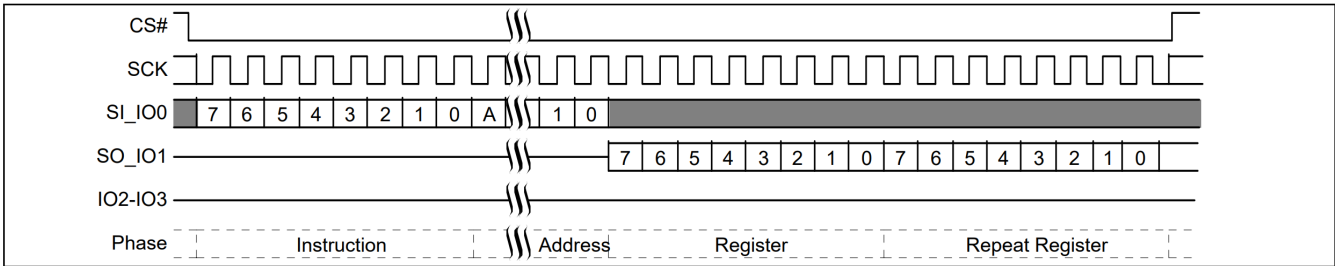 CS#
SCK
SI_IO0 7 6 5 4 3 2 1 0 A 1 0
SO_IO1 7 6 5 4 3 2 1 0 7 6 5 4 3 2 1 0
IO2-IO3
Phase Instruction Address Register Repeat Register